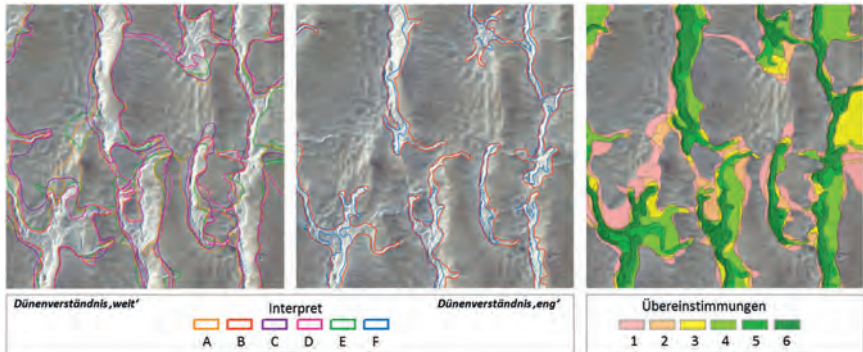 Dünenverständnis ‚weit‘ Interpret Dünenverständnis ‚eng‘
A B C D E F
Übereinstimmungen
1 2 3 4 5 6